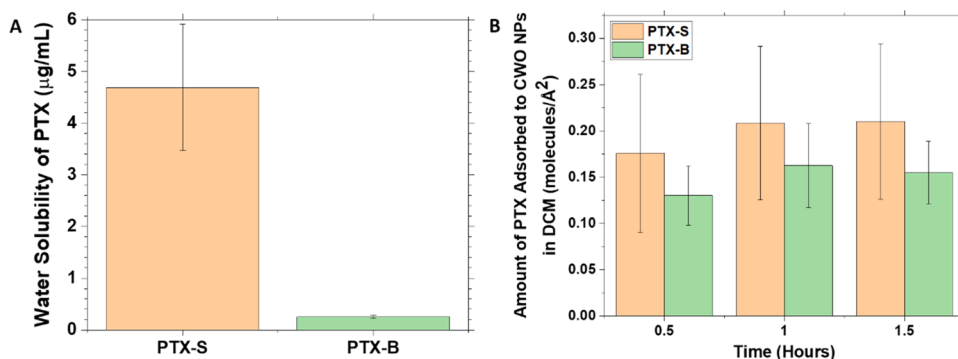 A
Water Solubility of PTX (μg/mL)
6
5
4
3
2
1
0
PTX-S
PTX-B
B
Amount of PTX Adsorbed to CWO NPs
in DCM (molecules/Å²)
PTX-S
PTX-B
0.30
0.25
0.20
0.15
0.10
0.05
0.00
0.5
1
1.5
Time (Hours)